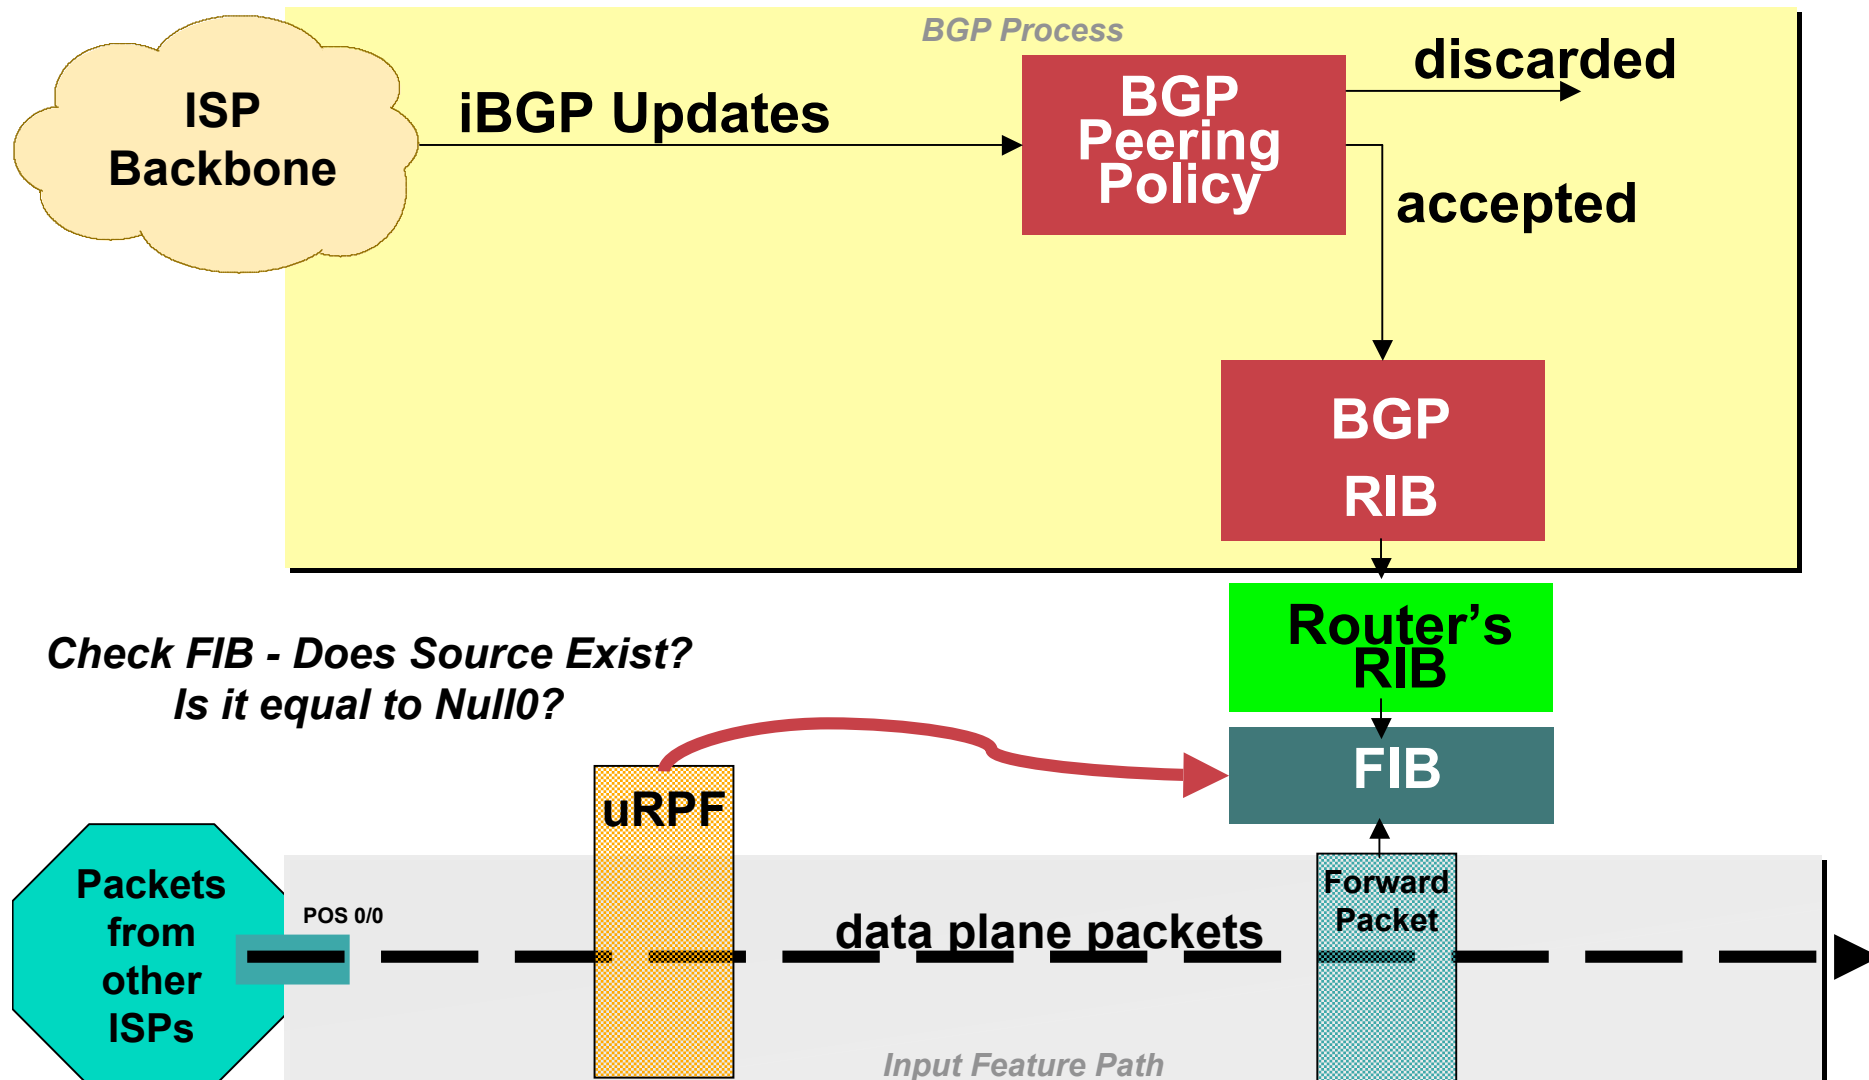 BGP Process
ISP
Backbone
iBGP Updates
BGP
Peering
Policy
discarded
accepted
BGP
RIB
Router’s
RIB
Check FIB - Does Source Exist?
Is it equal to Null0?
FIB
uRPF
Packets
from
other
ISPs
POS 0/0
data plane packets
Forward
Packet
Input Feature Path